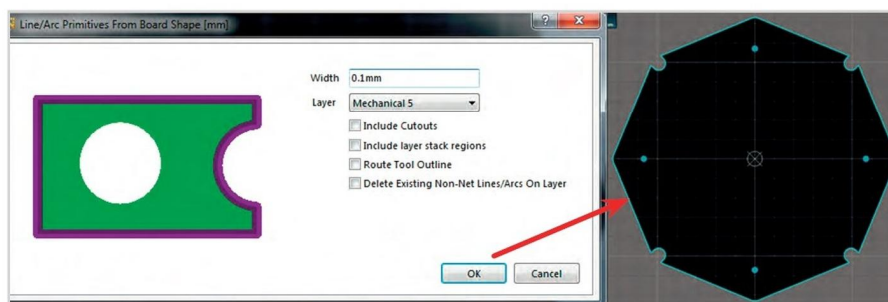 Line/Arc Primitives From Board Shape [mm]
Width 0.1mm
Layer Mechanical 5
Include Cutouts
Include layer stack regions
Route Tool Outline
Delete Existing Non-Net Lines/Arcs On Layer
OK Cancel